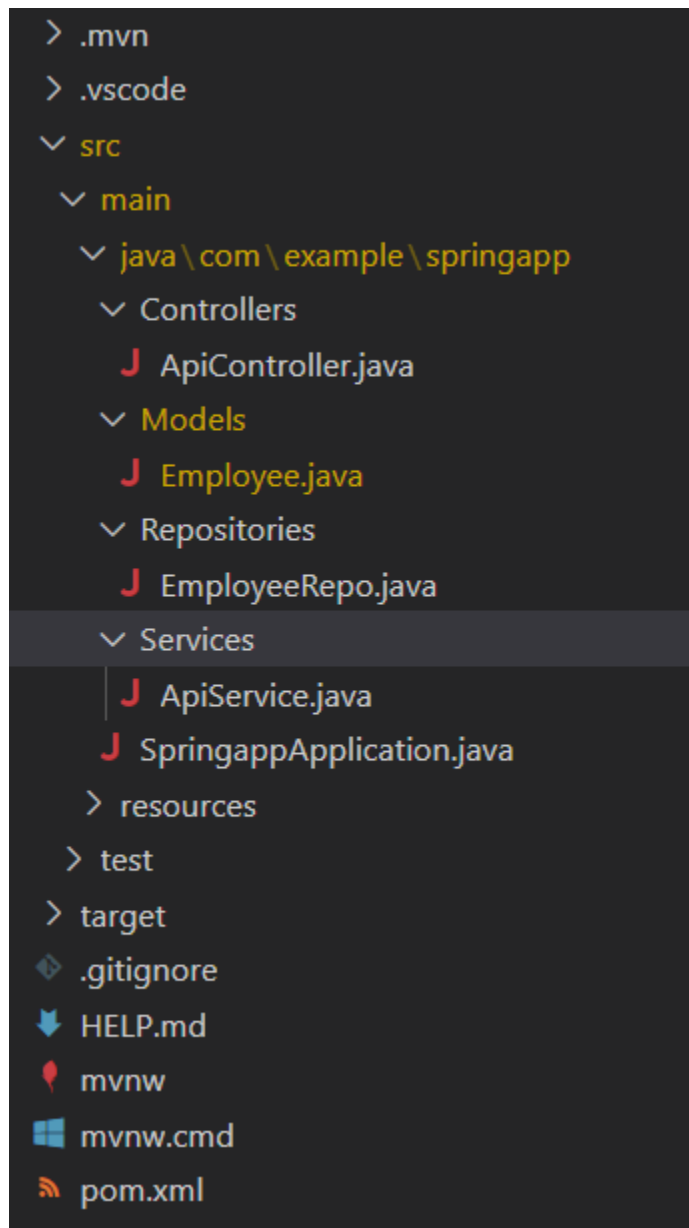 .mvn
.vscode
src
main
java\com\example\springapp
Controllers
ApiController.java
Models
Employee.java
Repositories
EmployeeRepo.java
Services
ApiService.java
SpringappApplication.java
resources
test
target
.gitignore
HELP.md
mvnw
mvnw.cmd
pom.xml